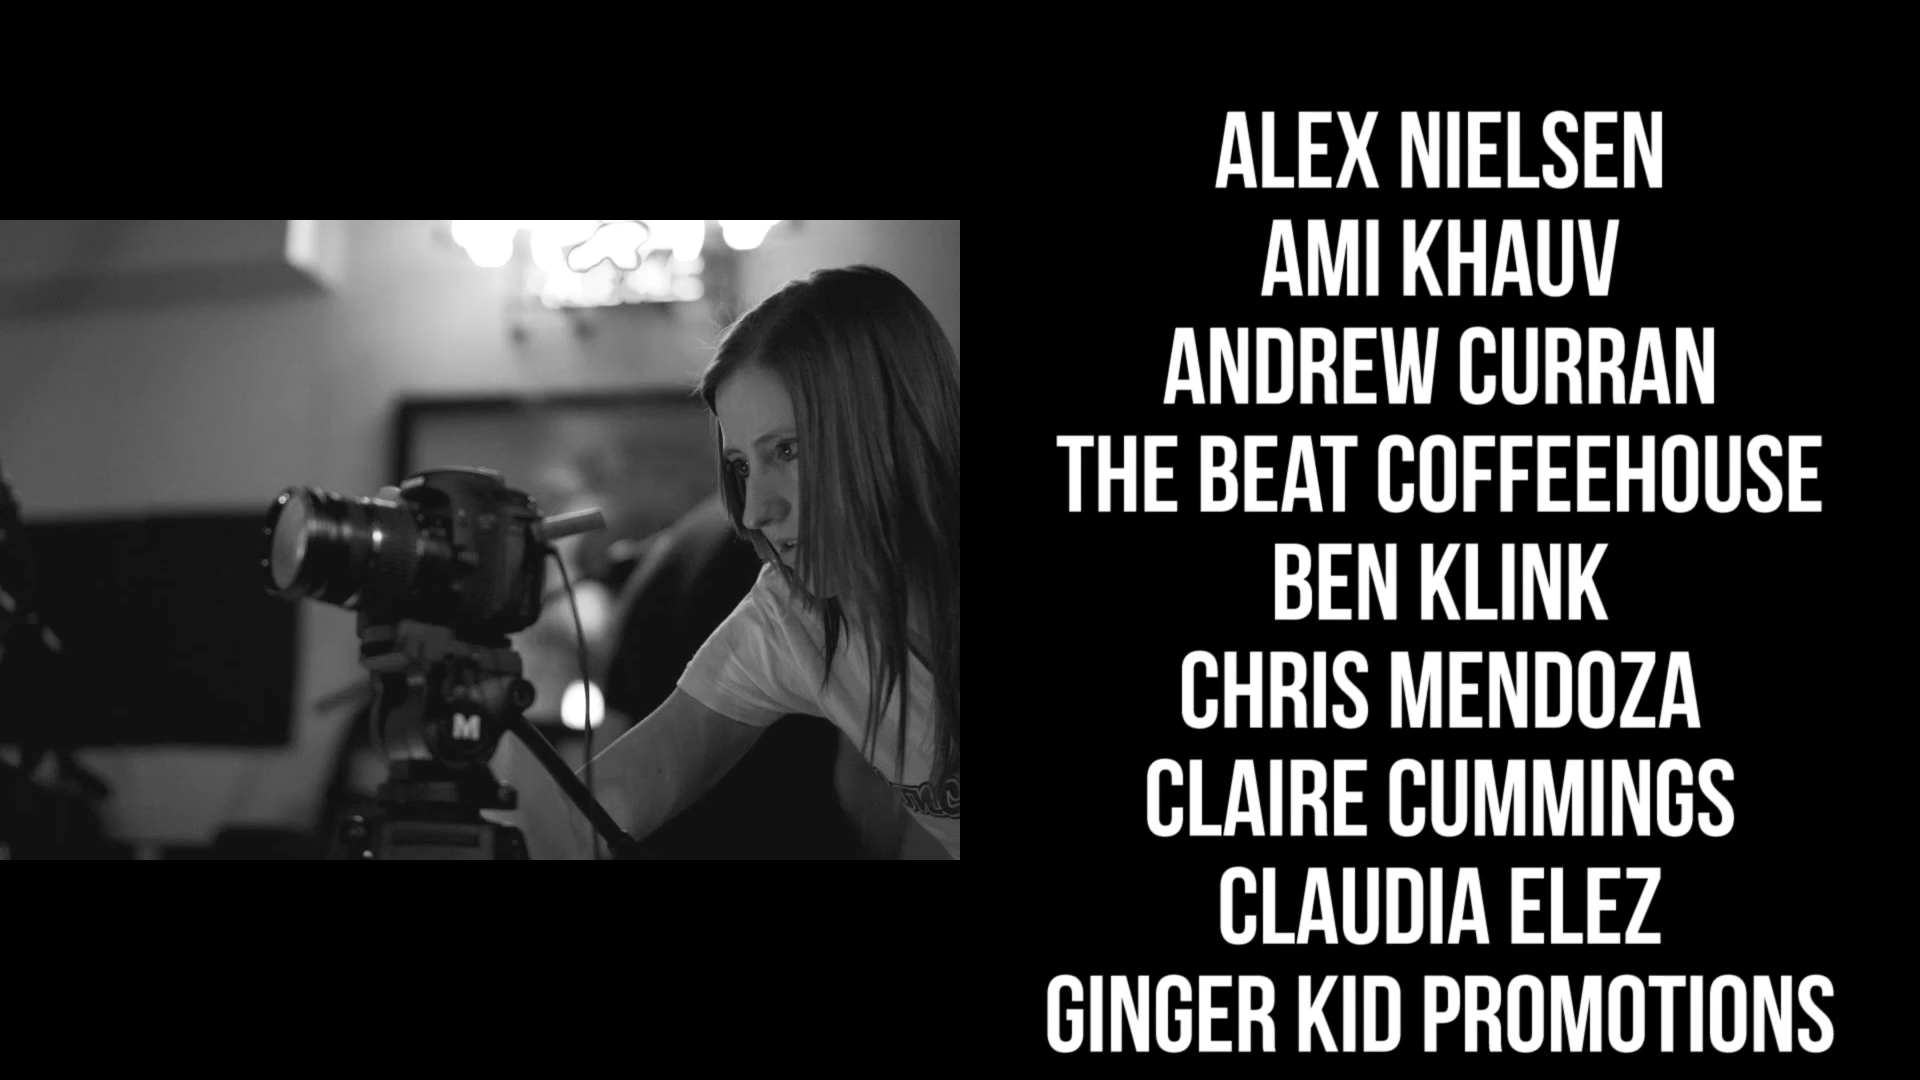 ALEX NIELSEN
AMI KHAUV
ANDREW CURRAN
THE BEAT COFFEEHOUSE
BEN KLINK
CHRIS MENDOZA
CLAIRE CUMMINGS
CLAUDIA ELEZ
GINGER KID PROMOTIONS
M